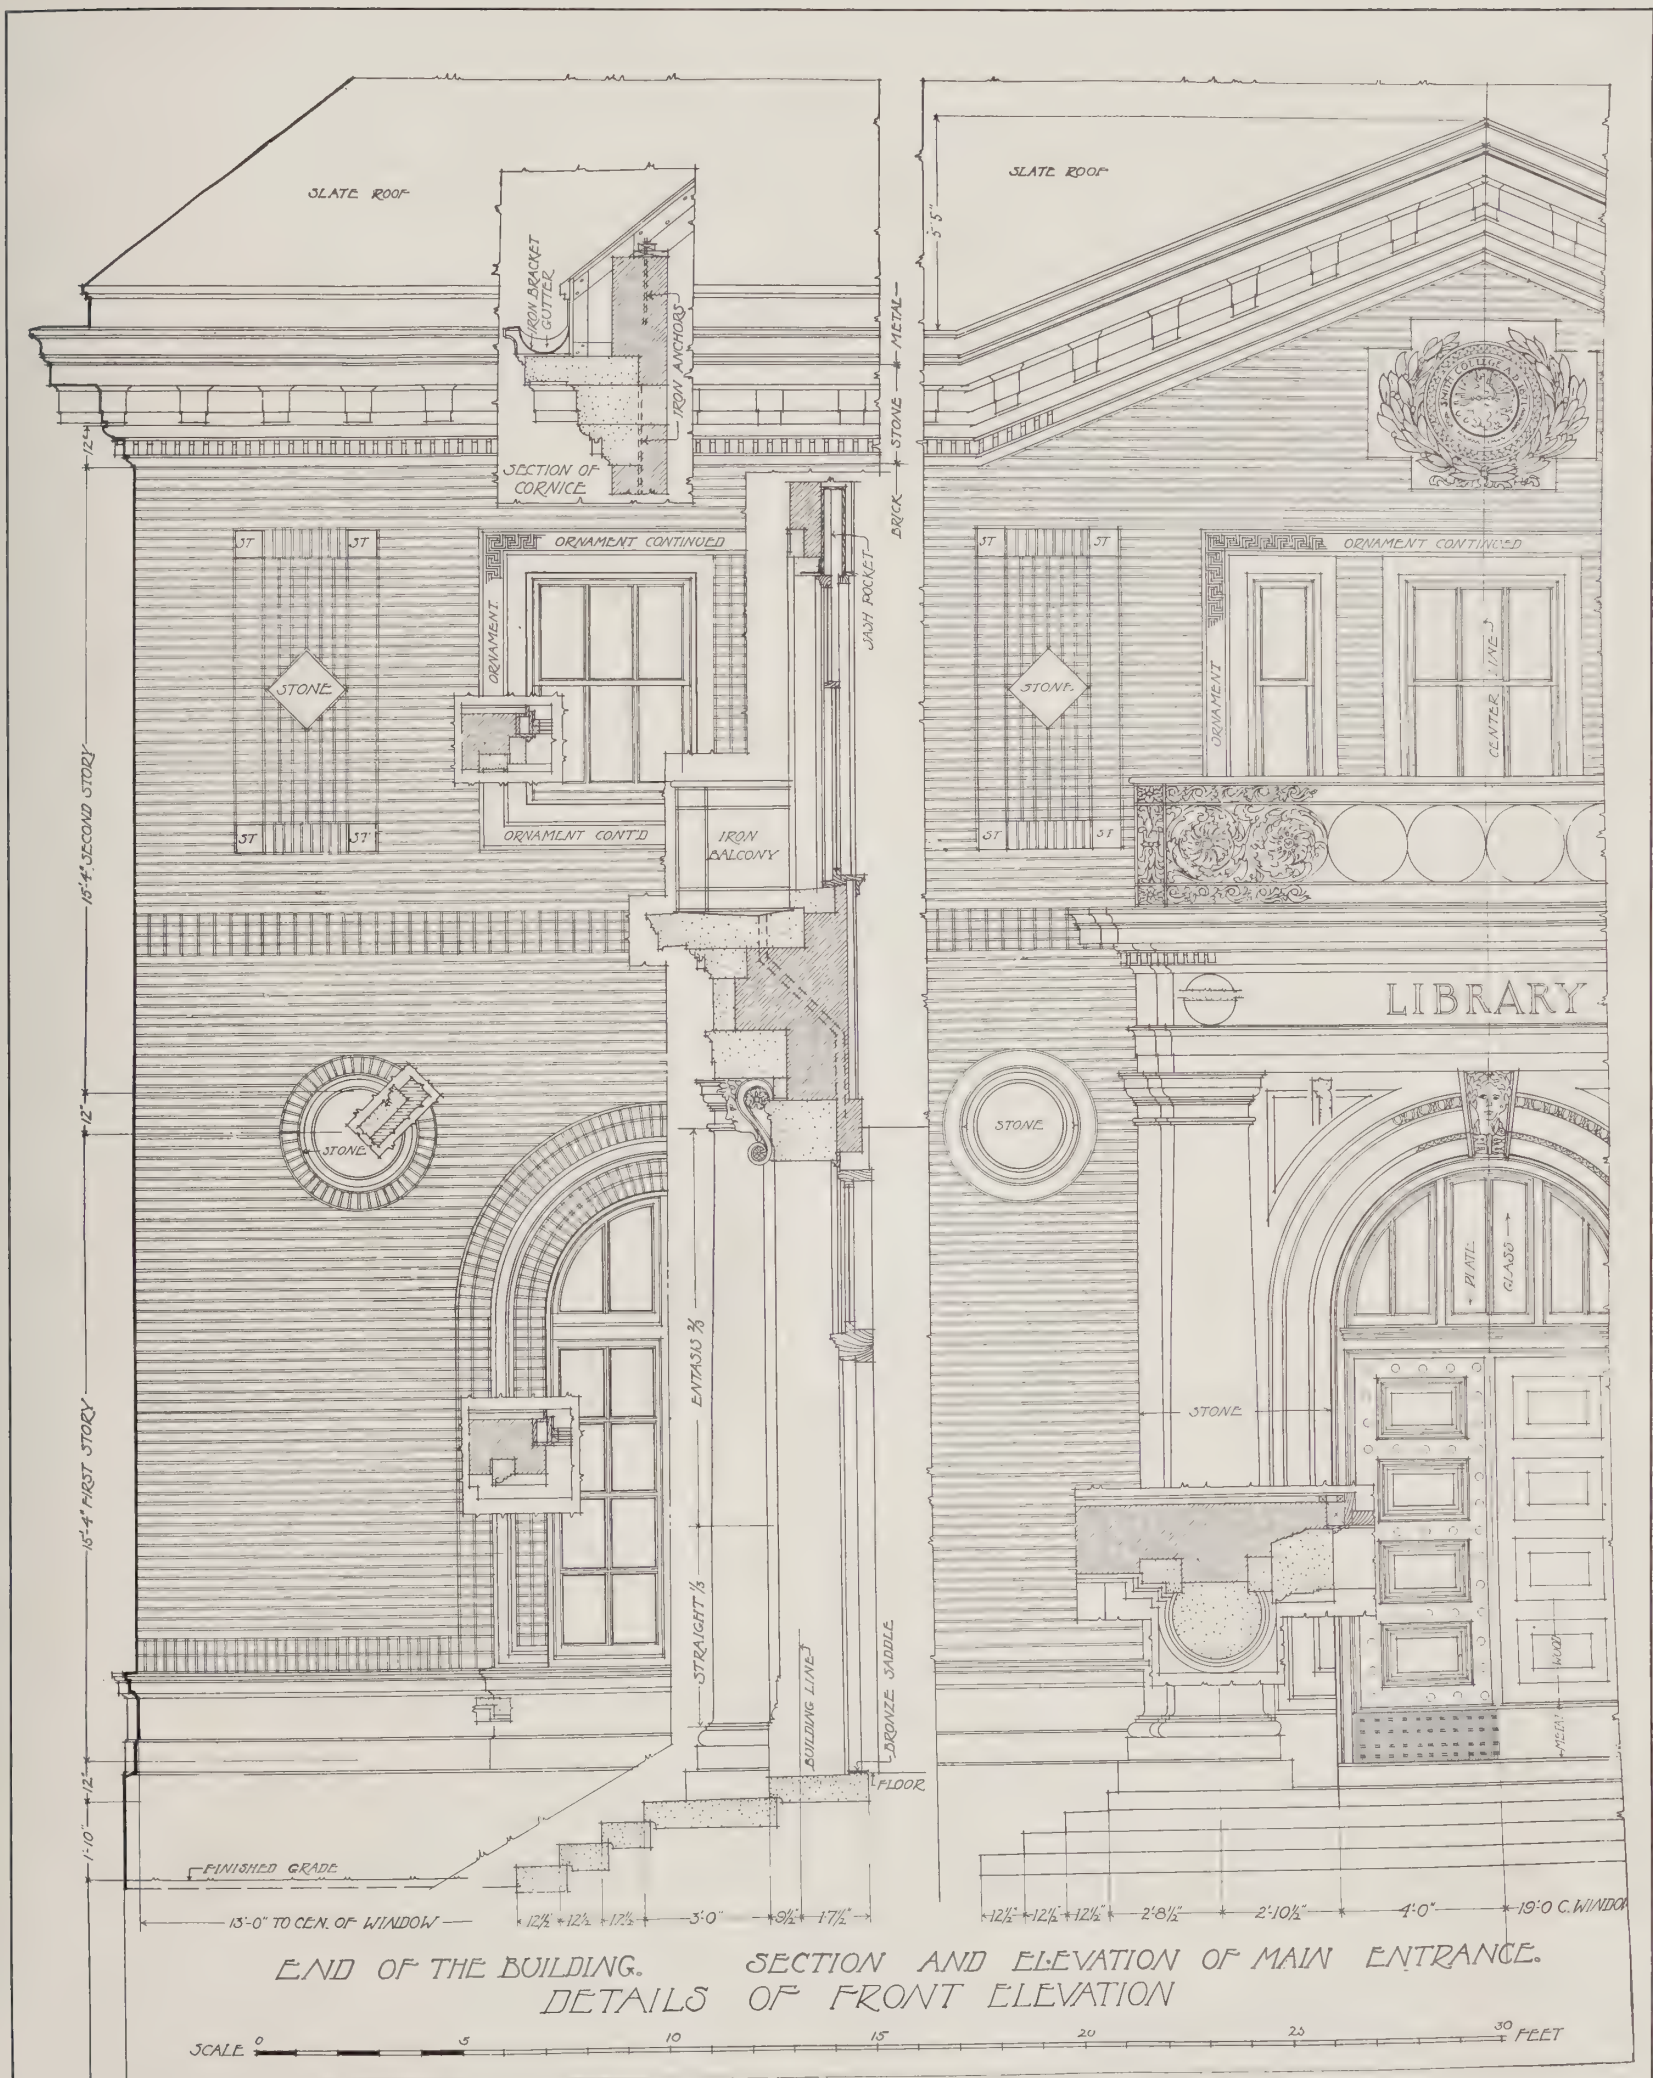 SLATE ROOF
SLATE ROOF
5'-5"
IRON BRACKET
GUTTER
IRON ANCHORS
METAL
STONE
BRICK
SMITH COLLEGE A.D.
12"
SECTION OF
CORNICE
ST
ST
ORNAMENT CONTINUED
ORNAMENT
STONE
SASH POCKET
ST
ST
ORNAMENT CONTINUED
ORNAMENT
STONE
CENTER LINES
15'-4" SECOND STORY
ST
ST
ORNAMENT CONT'D
IRON
BALCONY
ST
ST
LIBRARY
12"
STONE
STONE
PLATE
GLASS
ENTASIS ⅔
STONE
15'-4" FIRST STORY
STRAIGHT ⅓
BUILDING LINE
BRONZE SADDLE
METAL
WOOD
FLOOR
12"
1'-10"
FINISHED GRADE
13'-0" TO CEN. OF WINDOW
12½" 12½ 17½ 3'-0" 9½" 17½"
12½" 12½" 12½" 2'8½" 2'-10½" 4'-0" 19'-0 C. WINDOW
END OF THE BUILDING. SECTION AND ELEVATION OF MAIN ENTRANCE.
DETAILS OF FRONT ELEVATION
SCALE 0 5 10 15 20 25 30 FEET